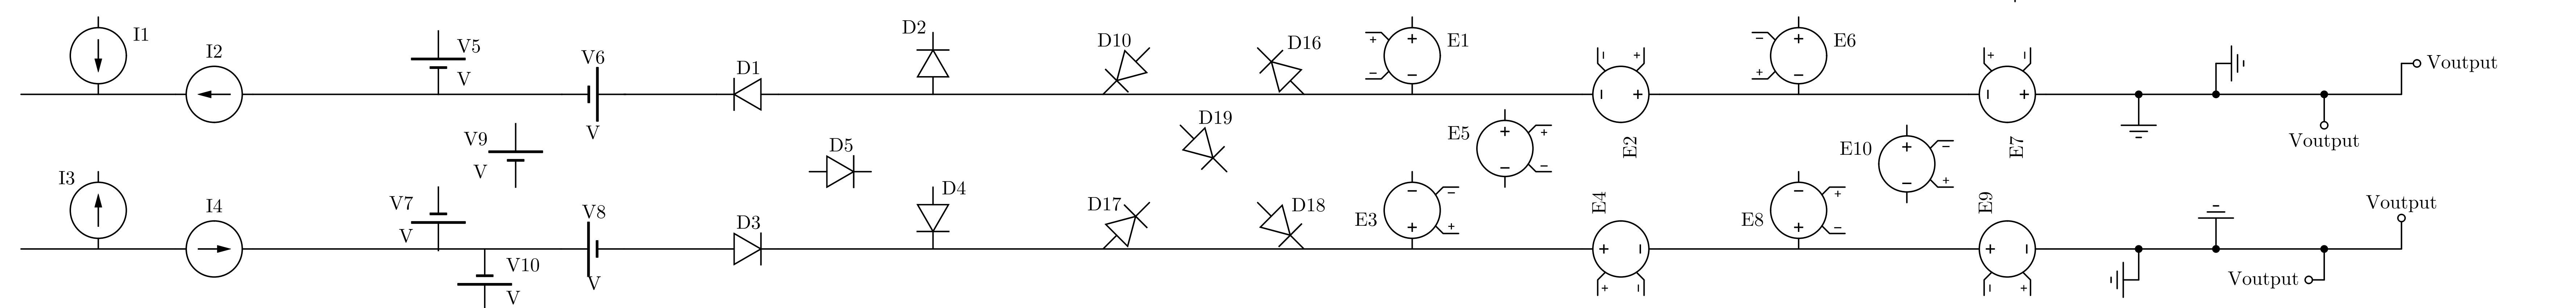 I1
I2
V5
V
V6
V
D1
D2
D10
D16
E1
+
−
+
−
E2
−
+
−
+
E6
−
+
+
−
E7
+
−
−
+
Voutput
Voutput
V9
V
D5
D19
E5
+
−
+
−
E10
+
−
−
+
I3
I4
V7
V
V10
V
V8
V
D3
D4
D17
D18
E3
−
+
−
+
E4
+
−
+
−
E8
−
+
+
−
E9
+
−
−
+
Voutput
Voutput